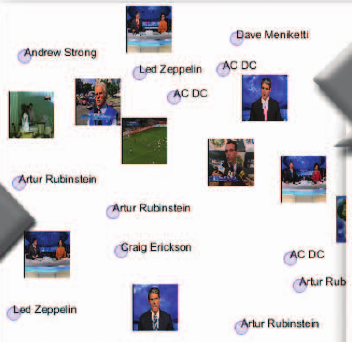 Dave Meniketti
Andrew Strong
Led Zeppelin
AC DC
AC DC
Artur Rubinstein
Artur Rubinstein
Craig Erickson
AC DC
Artur Rub
Led Zeppelin
Artur Rubinstein